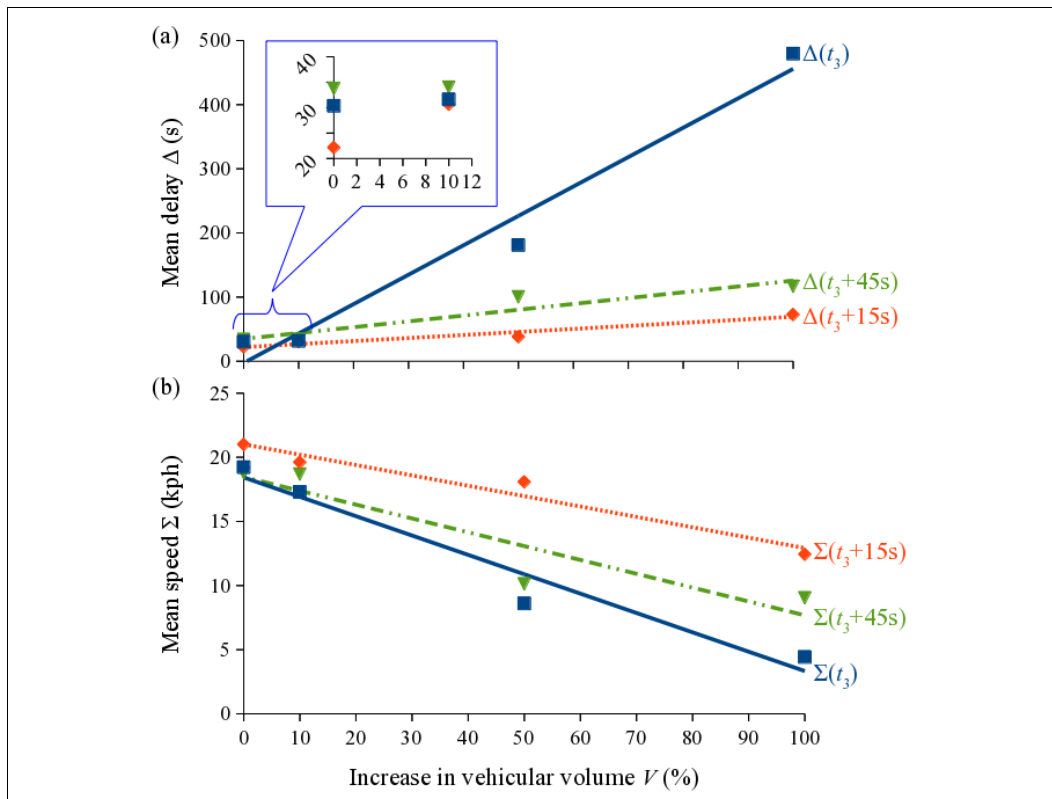 (a)
Mean delay Δ (s)
500
400
300
200
100
0
40
30
20
0 2 4 6 8 10 12
Δ(t₃)
Δ(t₃+45s)
Δ(t₃+15s)
(b)
Mean speed Σ (kph)
25
20
15
10
5
0
Σ(t₃+15s)
Σ(t₃+45s)
Σ(t₃)
0 10 20 30 40 50 60 70 80 90 100
Increase in vehicular volume V (%)